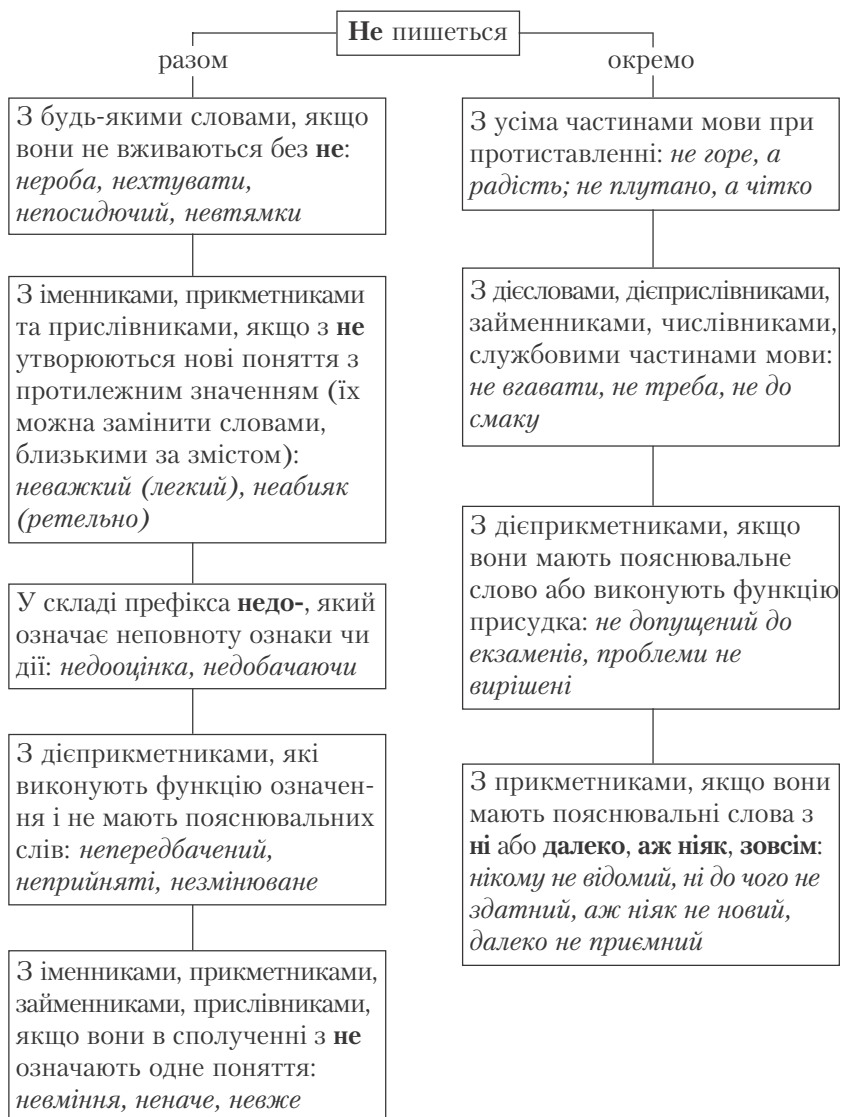 Не пишеться
разом
окремо
З будь-якими словами, якщо
вони не вживаються без не:
нероба, нехтувати,
непосидючий, невтямки
З іменниками, прикметниками
та прислівниками, якщо з не
утворюються нові поняття з
протилежним значенням (їх
можна замінити словами,
близькими за змістом):
неважкий (легкий), неабияк
(ретельно)
У складі префікса недо-, який
означає неповноту ознаки чи
дії: недооцінка, недобачаючи
З дієприкметниками, які
виконують функцію означен-
ня і не мають пояснювальних
слів: непередбачений,
неприйняті, незмінюване
З іменниками, прикметниками,
займенниками, прислівниками,
якщо вони в сполученні з не
означають одне поняття:
невміння, неначе, невже
З усіма частинами мови при
протиставленні: не горе, а
радість; не плутано, а чітко
З дієсловами, дієприслівниками,
займенниками, числівниками,
службовими частинами мови:
не вгавати, не треба, не до
смаку
З дієприкметниками, якщо
вони мають пояснювальне
слово або виконують функцію
присудка: не допущений до
екзаменів, проблеми не
вирішені
З прикметниками, якщо вони
мають пояснювальні слова з
ні або далеко, аж ніяк, зовсім:
нікому не відомий, ні до чого не
здатний, аж ніяк не новий,
далеко не приємний